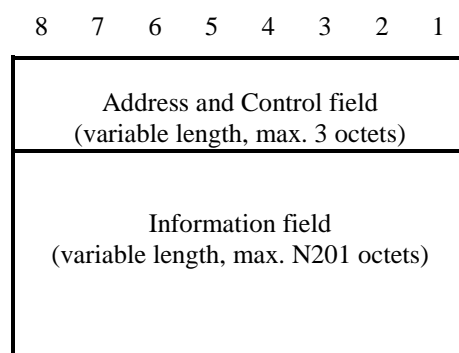 8 7 6 5 4 3 2 1
Address and Control field
(variable length, max. 3 octets)
Information field
(variable length, max. N201 octets)